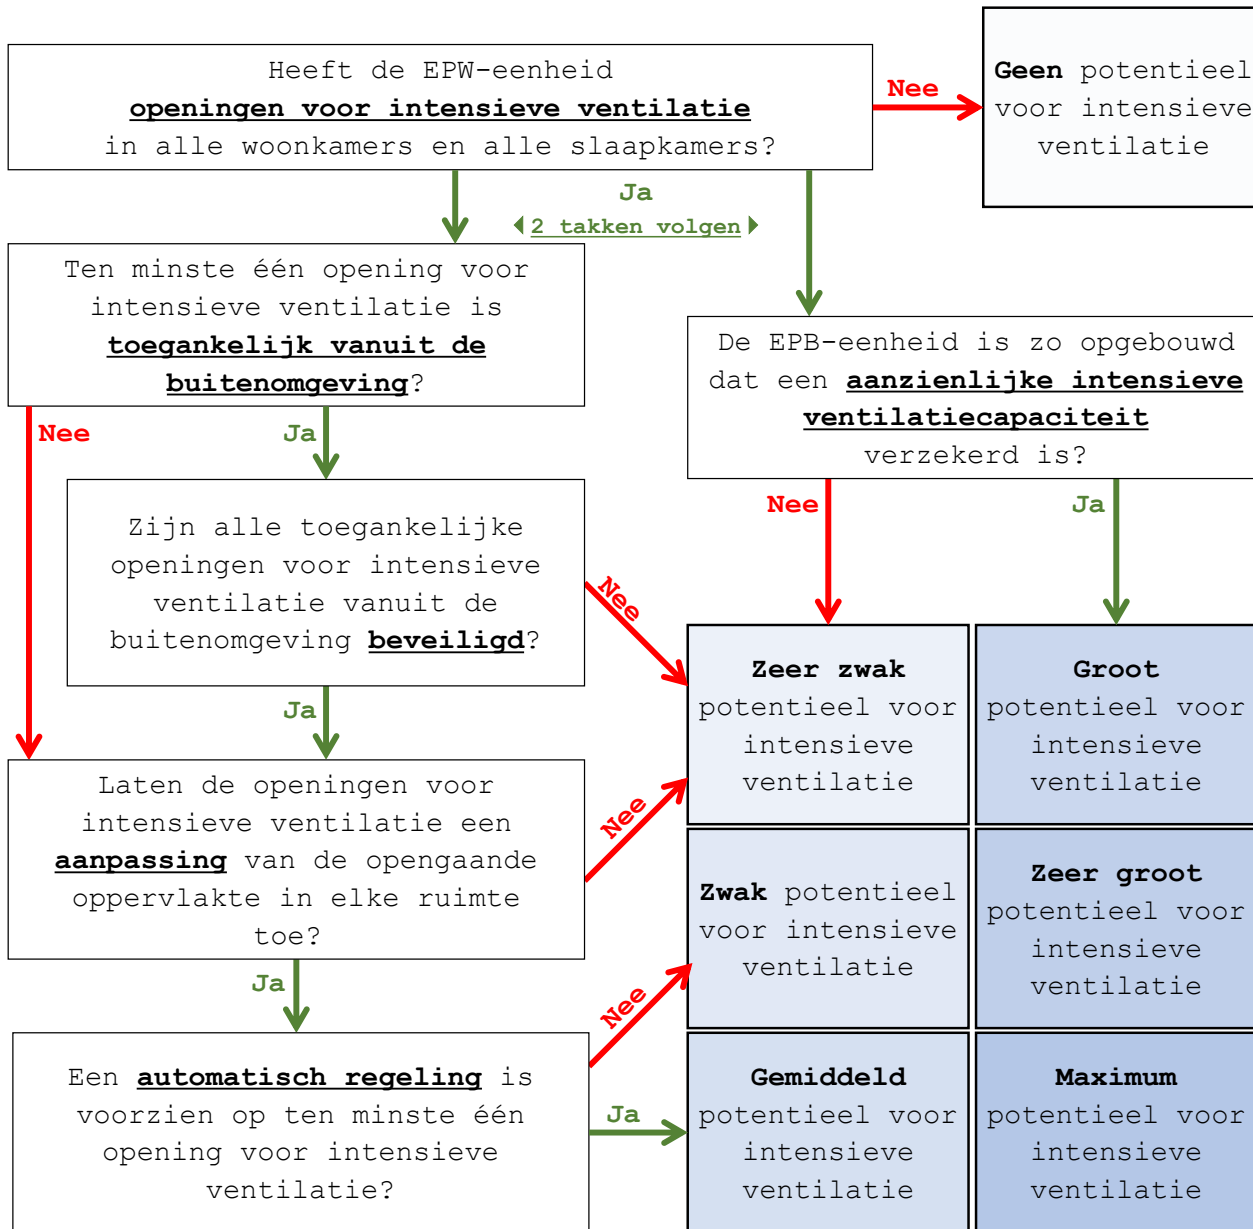 Heeft de EPW-eenheid
openingen voor intensieve ventilatie
in alle woonkamers en alle slaapkamers?
Nee
Geen potentieel
voor intensieve
ventilatie
Ja
2 takken volgen
Ten minste één opening voor
intensieve ventilatie is
toegankelijk vanuit de
buitenomgeving?
De EPB-eenheid is zo opgebouwd
dat een aanzienlijke intensieve
ventilatiecapaciteit
verzekerd is?
Nee
Ja
Nee
Ja
Zijn alle toegankelijke
openingen voor intensieve
ventilatie vanuit de
buitenomgeving beveiligd?
Nee
Ja
Laten de openingen voor
intensieve ventilatie een
aanpassing van de opengaande
oppervlakte in elke ruimte
toe?
Nee
Ja
Een automatisch regeling is
voorzien op ten minste één
opening voor intensieve
ventilatie?
Nee
Ja
Zeer zwak
potentieel voor
intensieve
ventilatie
Groot
potentieel voor
intensieve
ventilatie
Zwak potentieel
voor intensieve
ventilatie
Zeer groot
potentieel voor
intensieve
ventilatie
Gemiddeld
potentieel voor
intensieve
ventilatie
Maximum
potentieel voor
intensieve
ventilatie